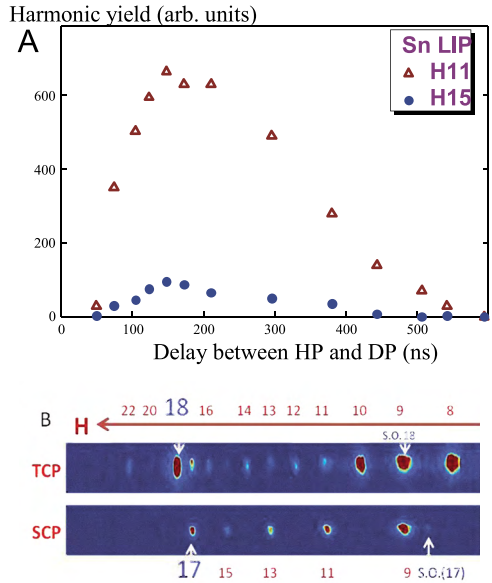 Harmonic yield (arb. units)
A
Sn LIP
H11
H15
600
400
200
0
0 100 200 300 400 500
Delay between HP and DP (ns)
B H 22 20 18 16 14 13 12 11 10 9 8
S.O.18
TCP
SCP
17 15 13 11 9 S.O.(17)